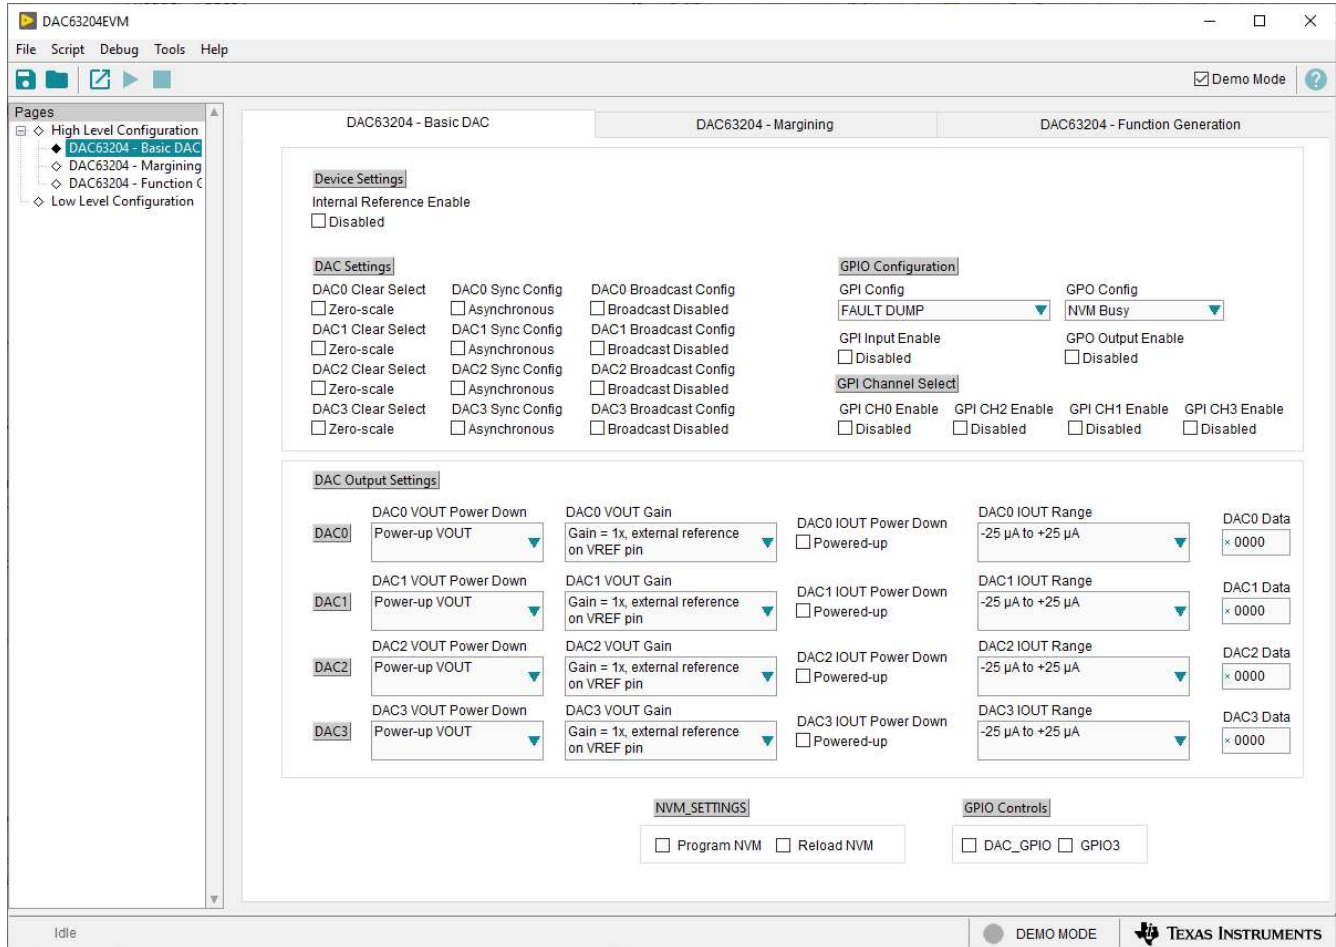 DAC63204EVM
File Script Debug Tools Help
Demo Mode
Pages
High Level Configuration
DAC63204 - Basic DAC
DAC63204 - Margining
DAC63204 - Function
Low Level Configuration
DAC63204 - Basic DAC DAC63204 - Margining DAC63204 - Function Generation
Device Settings
Internal Reference Enable
Disabled
DAC Settings
DAC0 Clear Select DAC0 Sync Config DAC0 Broadcast Config
Zero-scale Asynchronous Broadcast Disabled
DAC1 Clear Select DAC1 Sync Config DAC1 Broadcast Config
Zero-scale Asynchronous Broadcast Disabled
DAC2 Clear Select DAC2 Sync Config DAC2 Broadcast Config
Zero-scale Asynchronous Broadcast Disabled
DAC3 Clear Select DAC3 Sync Config DAC3 Broadcast Config
Zero-scale Asynchronous Broadcast Disabled
GPIO Configuration
GPI Config GPO Config
FAULT DUMP NVM Busy
GPI Input Enable GPO Output Enable
Disabled Disabled
GPI Channel Select
GPI CH0 Enable GPI CH2 Enable GPI CH1 Enable GPI CH3 Enable
Disabled Disabled Disabled Disabled
DAC Output Settings
DAC0
DAC0 VOUT Power Down
Power-up VOUT
DAC0 VOUT Gain
Gain = 1x, external reference
on VREF pin
DAC0 IOUT Power Down
Powered-up
DAC0 IOUT Range
-25 µA to +25 µA
DAC0 Data
× 0000
DAC1
DAC1 VOUT Power Down
Power-up VOUT
DAC1 VOUT Gain
Gain = 1x, external reference
on VREF pin
DAC1 IOUT Power Down
Powered-up
DAC1 IOUT Range
-25 µA to +25 µA
DAC1 Data
× 0000
DAC2
DAC2 VOUT Power Down
Power-up VOUT
DAC2 VOUT Gain
Gain = 1x, external reference
on VREF pin
DAC2 IOUT Power Down
Powered-up
DAC2 IOUT Range
-25 µA to +25 µA
DAC2 Data
× 0000
DAC3
DAC3 VOUT Power Down
Power-up VOUT
DAC3 VOUT Gain
Gain = 1x, external reference
on VREF pin
DAC3 IOUT Power Down
Powered-up
DAC3 IOUT Range
-25 µA to +25 µA
DAC3 Data
× 0000
NVM_SETTINGS
Program NVM Reload NVM
GPIO Controls
DAC_GPIO GPIO3
Idle
DEMO MODE
TEXAS INSTRUMENTS